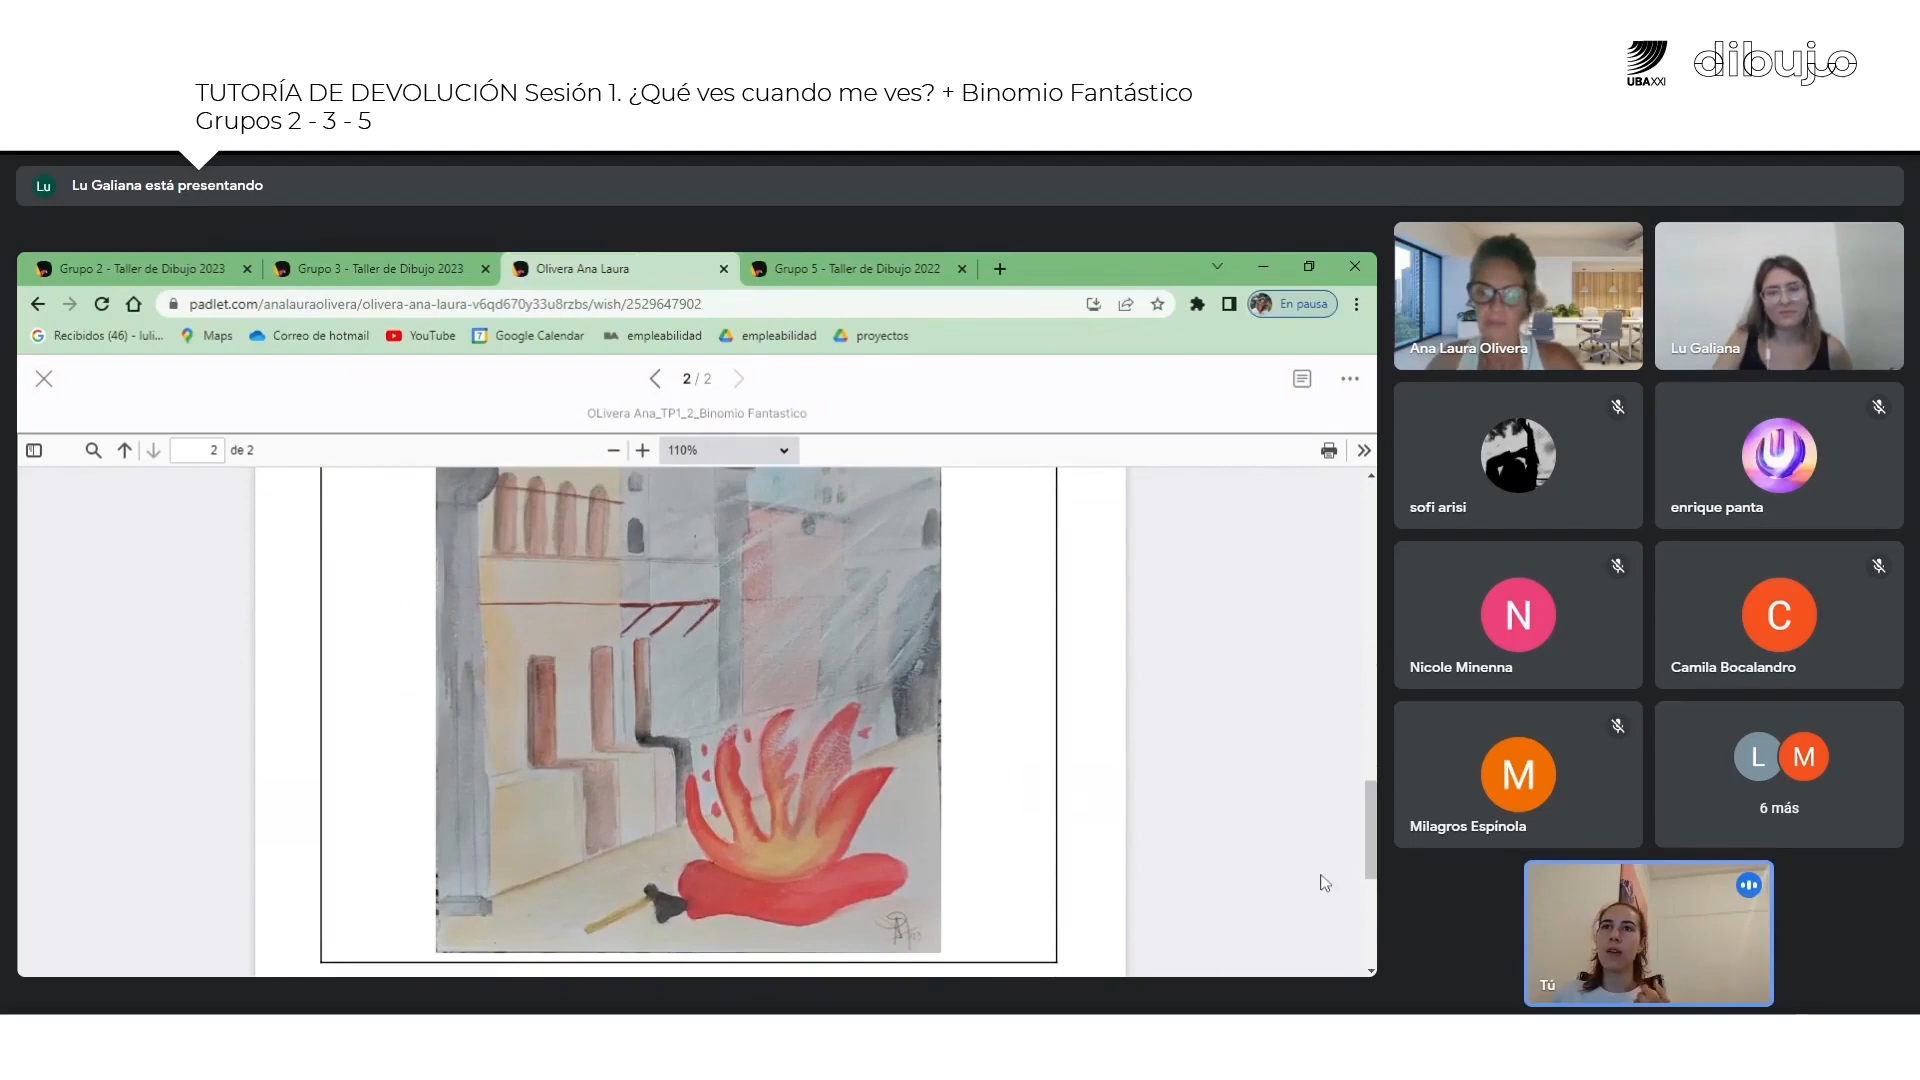 TUTORÍA DE DEVOLUCIÓN Sesión 1. ¿Qué ves cuando me ves? + Binomio Fantástico
Grupos 2 - 3 - 5
UBAXXI
dibujo
Lu
Lu Galiana está presentando
Grupo 2 - Taller de Dibujo 2023
Grupo 3 - Taller de Dibujo 2023
Olivera Ana Laura
Grupo 5 - Taller de Dibujo 2022
padlet.com/analauraolivera/olivera-ana-laura-v6qd670y33u8rzbs/wish/2529647902
En pausa
Recibidos (46) - luli...
Maps
Correo de hotmail
YouTube
Google Calendar
empleabilidad
empleabilidad
proyectos
2 / 2
OLivera Ana_TP1_2_Binomio Fantastico
2 de 2
110%
Ana Laura Olivera
Lu Galiana
sofi arisi
enrique panta
N
Nicole Minenna
C
Camila Bocalandro
M
Milagros Espínola
L
M
6 más
Tú